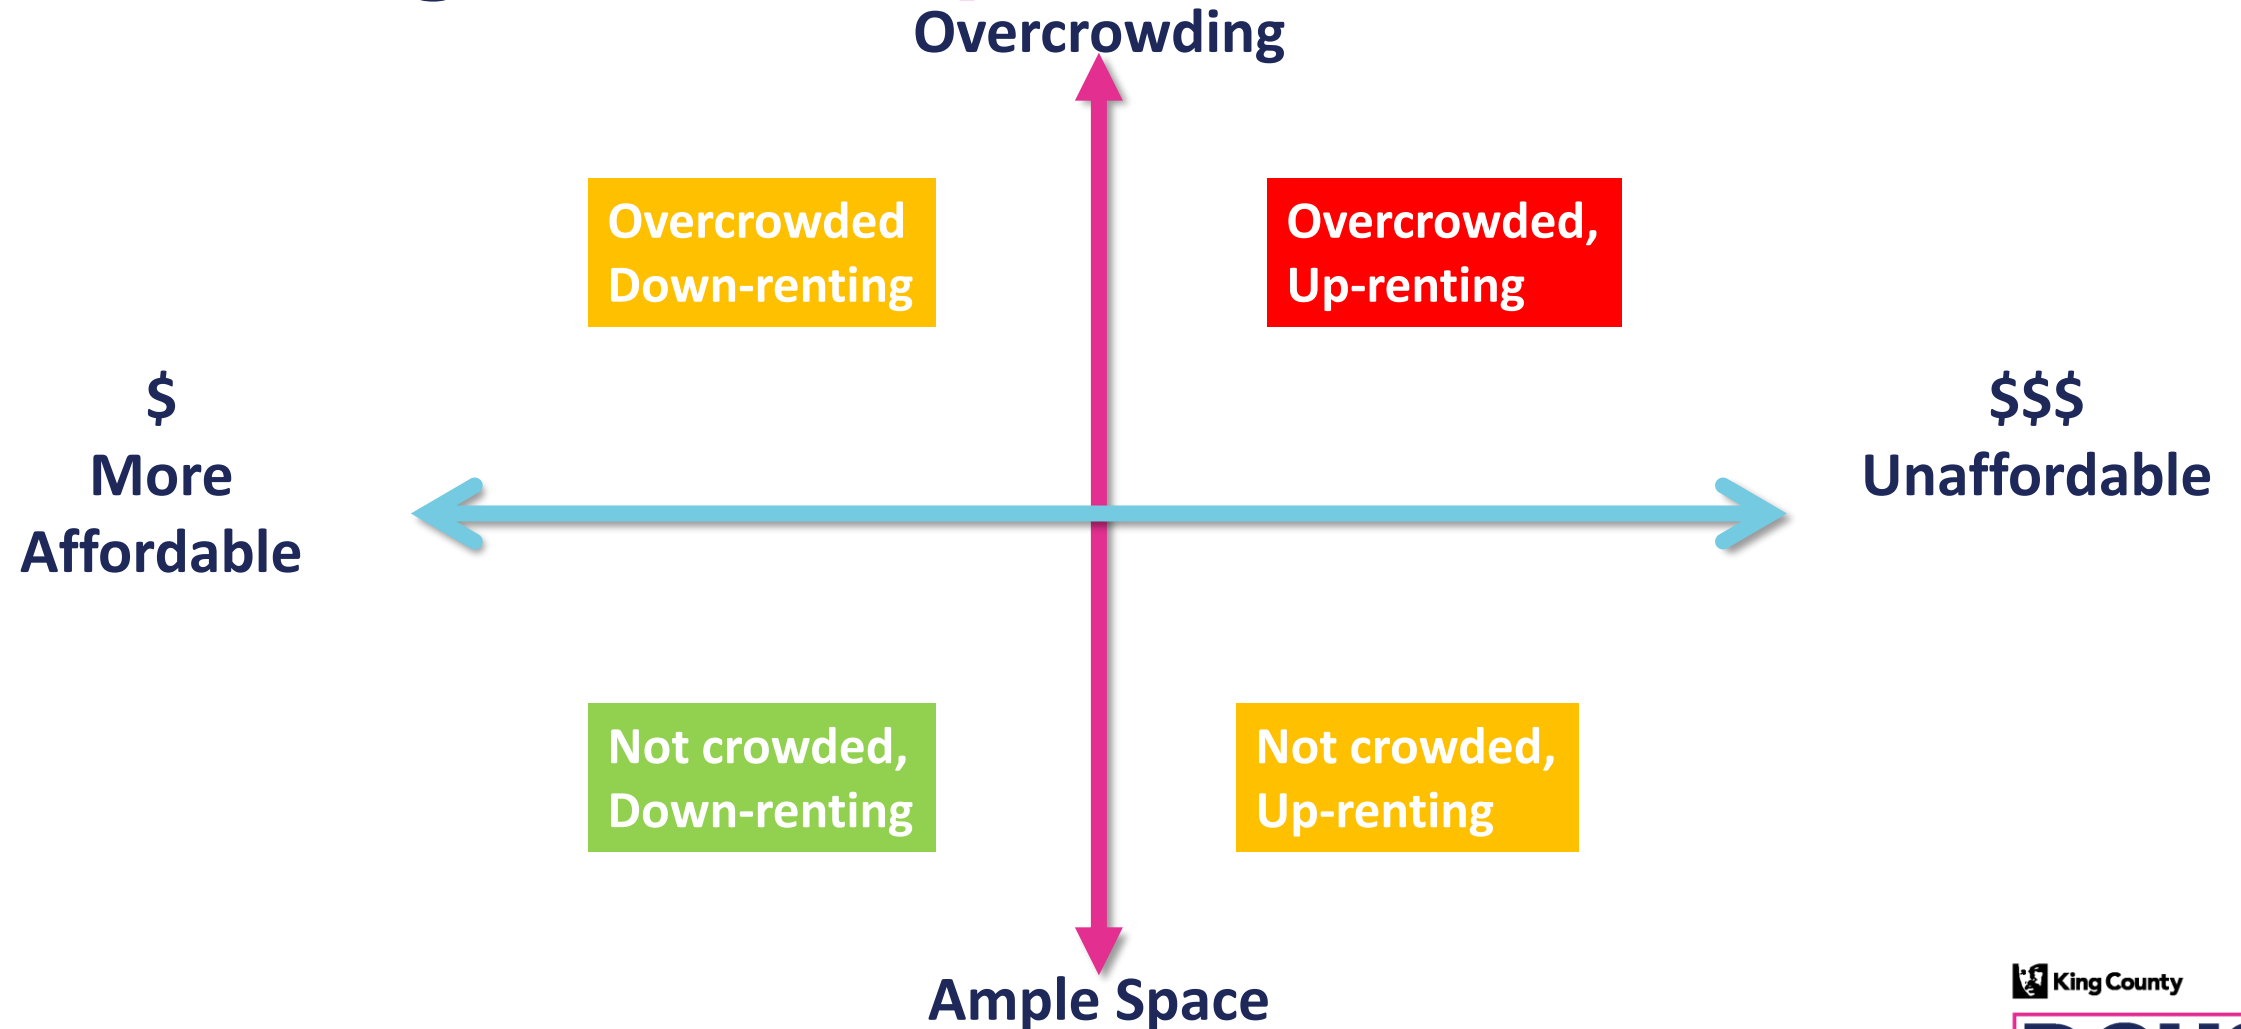 Overcrowding
Overcrowded
Down-renting
Overcrowded,
Up-renting
$
More
Affordable
$$$
Unaffordable
Not crowded,
Down-renting
Not crowded,
Up-renting
Ample Space
King County